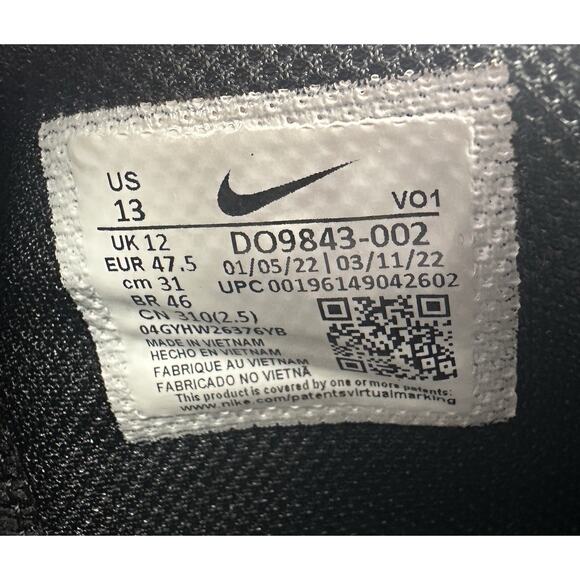 US
13
VO1
UK 12
DO9843-002
EUR 47.5
01/05/22 | 03/11/22
cm 31
UPC 00196149042602
BR 46
CN 310(2.5)
04GYHW26376YB
MADE IN VIETNAM
HECHO EN VIETNAM
FABRIQUE AU VIETNAM
FABRICADO NO VIETNÃ
This product is covered by one or more patents:
www.nike.com/patentsvirtualmarking